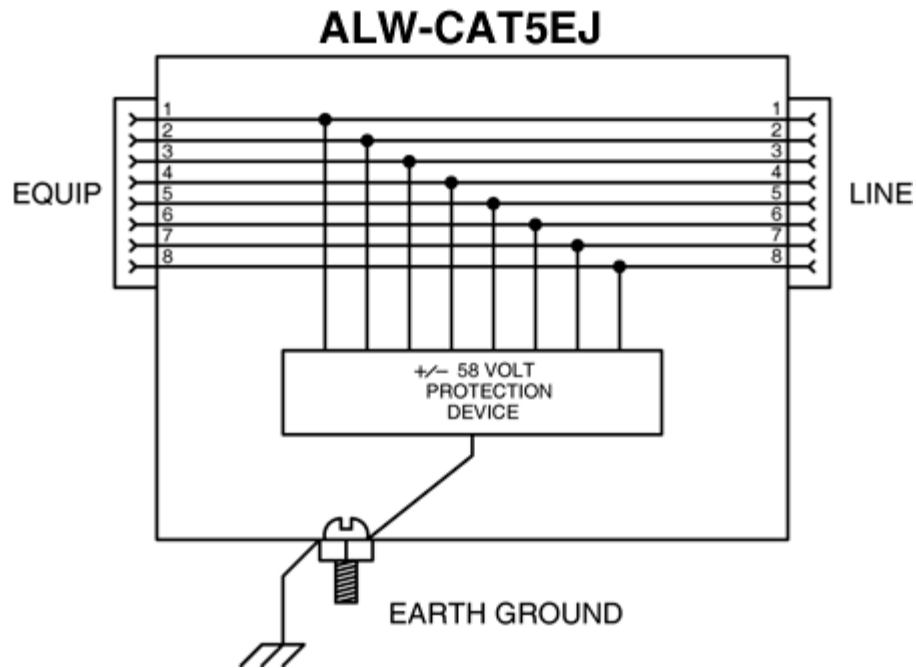 ALW-CAT5EJ
1 1
2 2
3 3
EQUIP 4 4 LINE
5 5
6 6
7 7
8 8
+/− 58 VOLT
PROTECTION
DEVICE
EARTH GROUND